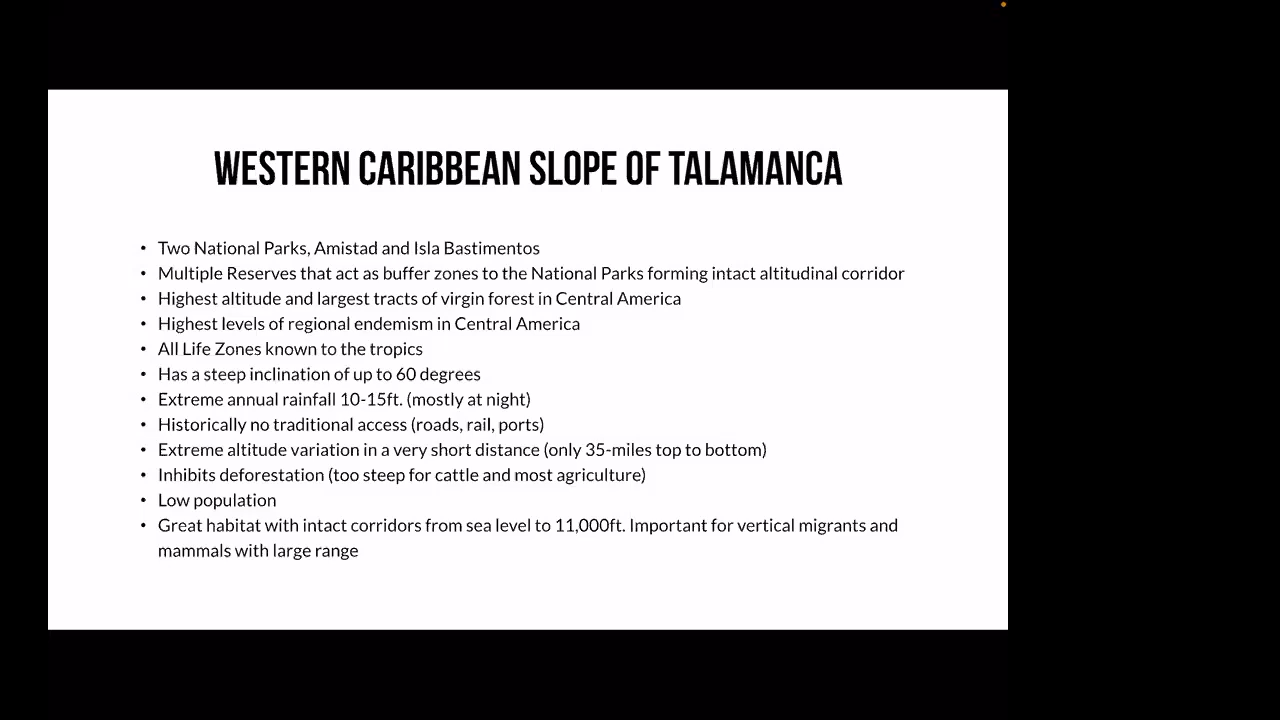 WESTERN CARIBBEAN SLOPE OF TALAMANCA
• Two National Parks, Amistad and Isla Bastimentos
• Multiple Reserves that act as buffer zones to the National Parks forming intact altitudinal corridor
• Highest altitude and largest tracts of virgin forest in Central America
• Highest levels of regional endemism in Central America
• All Life Zones known to the tropics
• Has a steep inclination of up to 60 degrees
• Extreme annual rainfall 10-15ft. (mostly at night)
• Historically no traditional access (roads, rail, ports)
• Extreme altitude variation in a very short distance (only 35-miles top to bottom)
• Inhibits deforestation (too steep for cattle and most agriculture)
• Low population
• Great habitat with intact corridors from sea level to 11,000ft. Important for vertical migrants and
mammals with large range